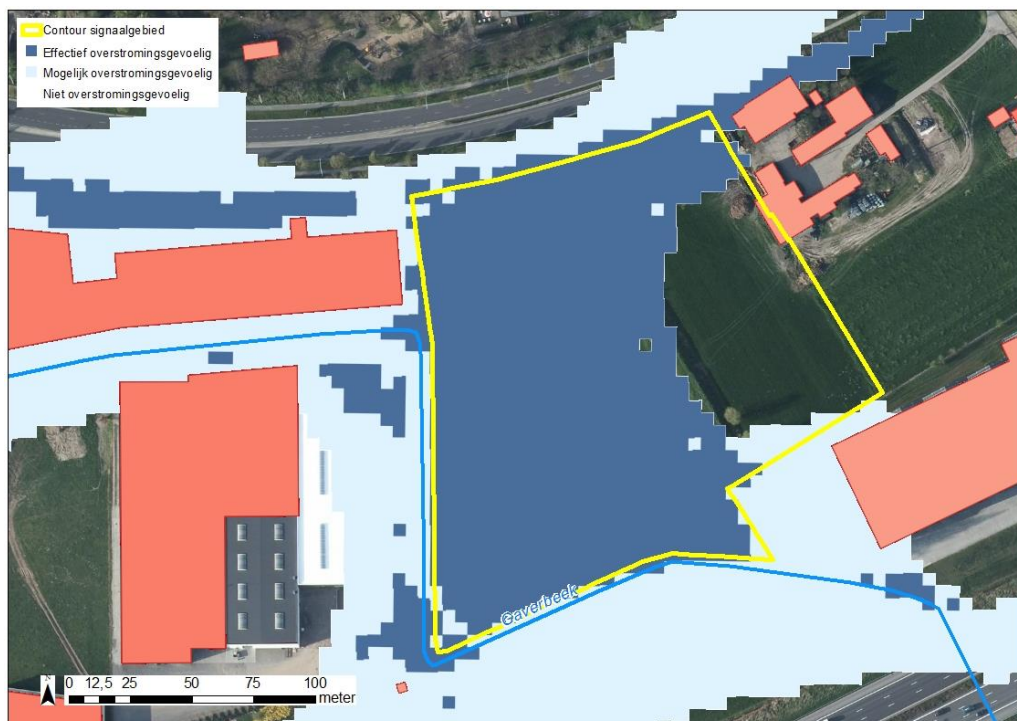 Contour signaalgebied
Effectief overstromingsgevoelig
Mogelijk overstromingsgevoelig
Niet overstromingsgevoelig
Gaverbeek
N
0 12,5 25 50 75 100
meter